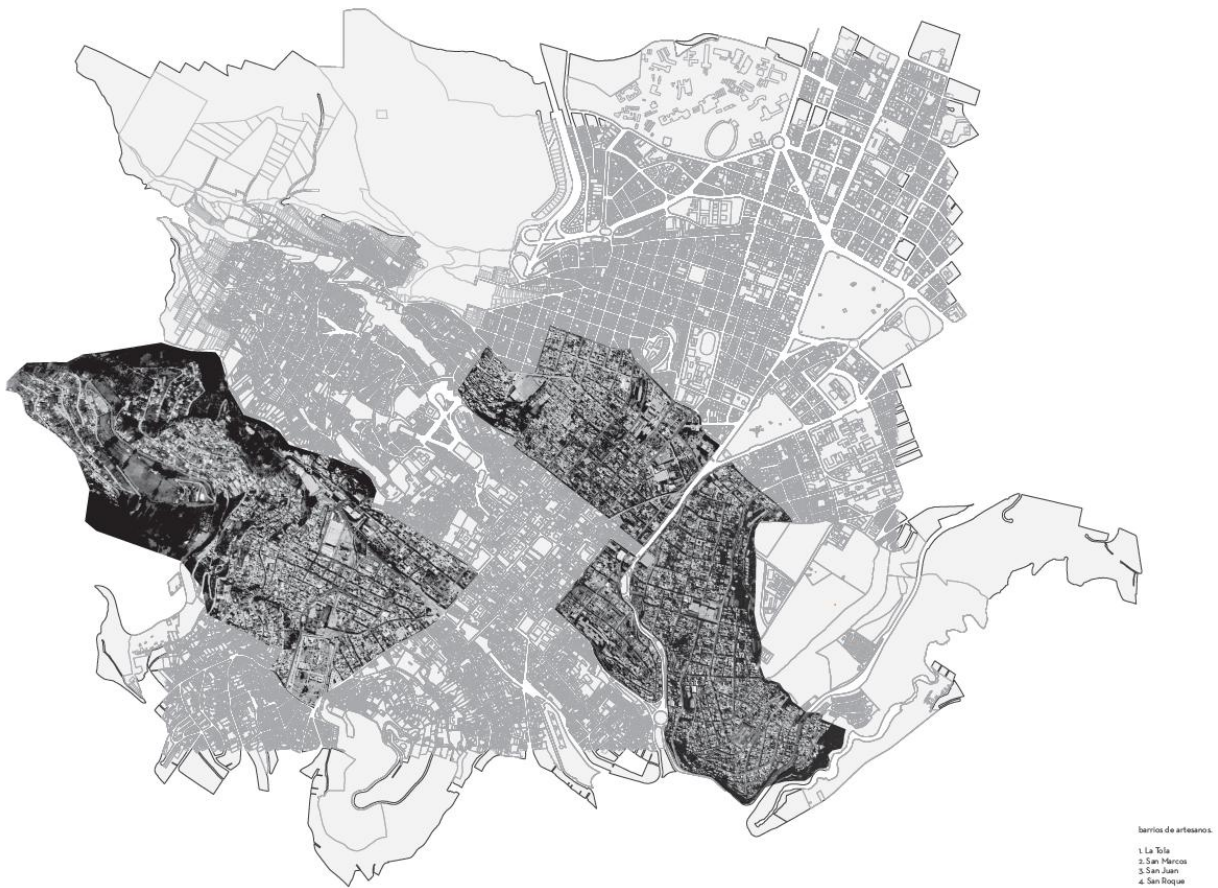 barrios de artesanos.
1. La Tola
2. San Marcos
3. San Juan
4. San Roque